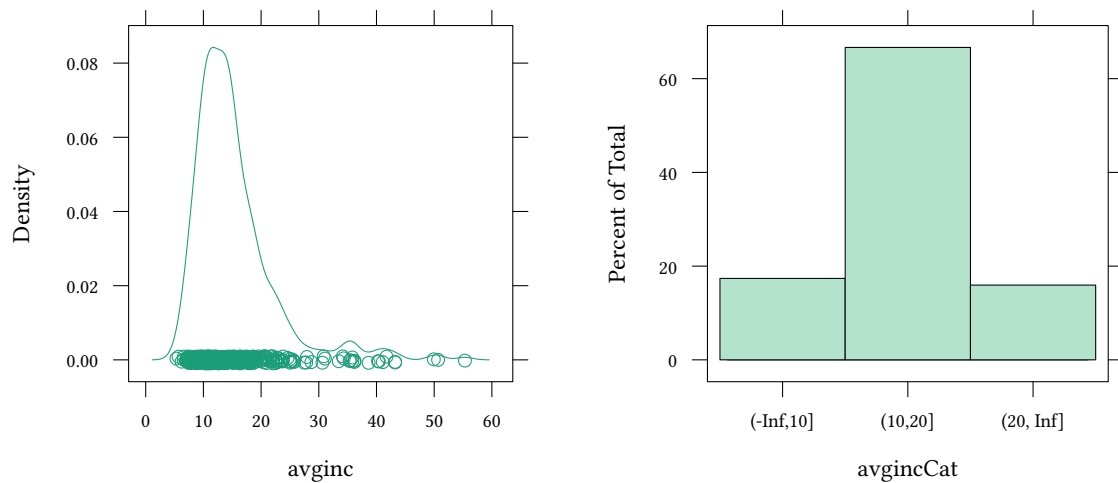 Density
0.08
0.06
0.04
0.02
0.00
0 10 20 30 40 50 60
avginc
Percent of Total
60
40
20
0
(-Inf,10] (10,20] (20, Inf]
avgincCat